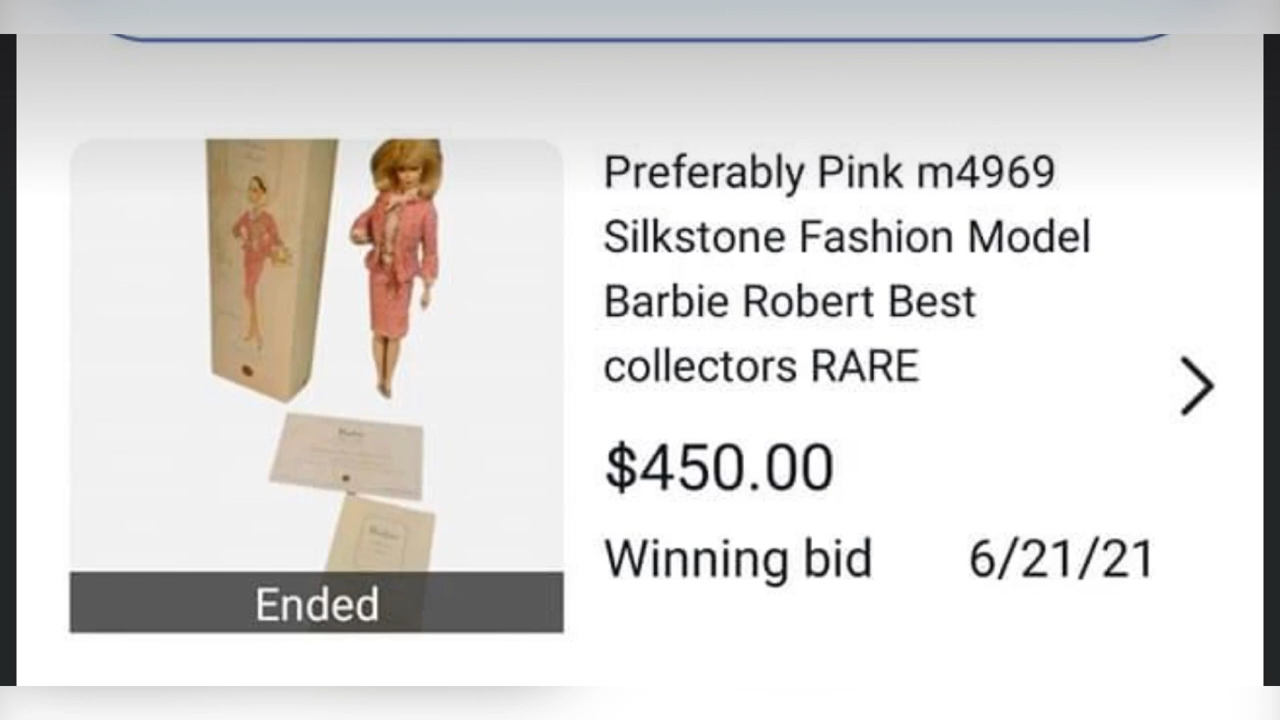 Preferably Pink m4969
Silkstone Fashion Model
Barbie Robert Best
collectors RARE
$450.00
Winning bid 6/21/21
Ended